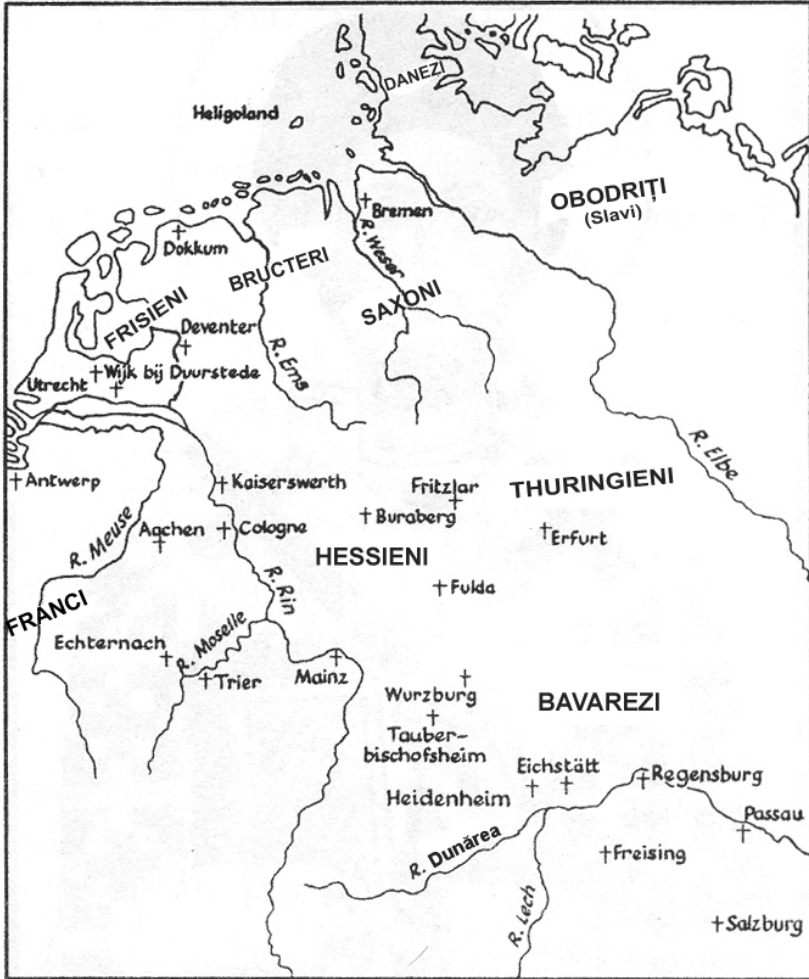 DANEZI
Heligoland
OBODRIȚI
(Slavi)
Bremen
R. Weser
Dokkum
BRUCTERI
SAXONI
FRISIENI
Deventer
R. Ems
Utrecht
Wijk bij Duurstede
R. Elbe
Antwerp
Kaiserswerth
Fritzlar
THURINGIENI
R. Meuse
Aachen
Cologne
Buraberg
Erfurt
HESSIENI
R. Rin
Fulda
FRANCI
Echternach
R. Moselle
Trier
Mainz
Wurzburg
BAVAREZI
Tauber-
bischofsheim
Eichstätt
Regensburg
Heidenheim
Passau
R. Dunărea
Freising
R. Lech
Salzburg